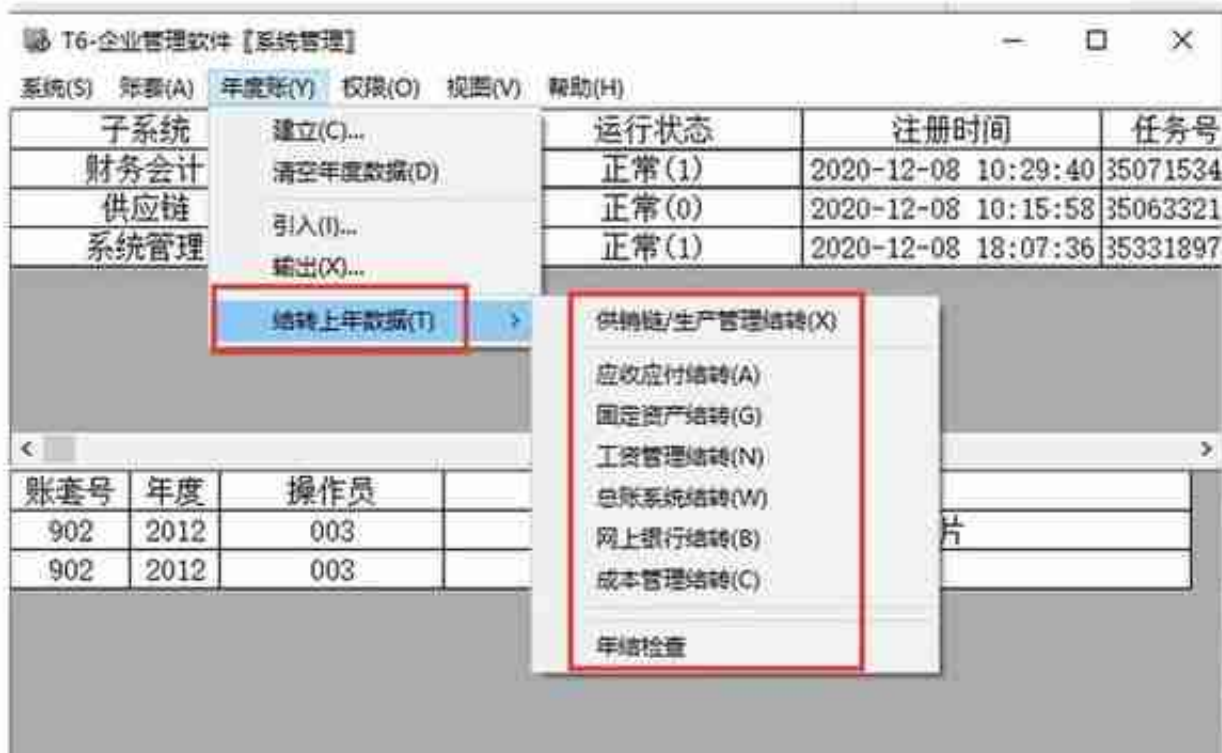 T6-企业管理软件〖系统管理〗
系统(S) 账套(A) 年度账(Y) 权限(O) 视图(V) 帮助(H)
子系统 运行状态 注册时间 任务号
财务会计 正常(1) 2020-12-08 10:29:40 35071534
供应链 正常(0) 2020-12-08 10:15:58 35063321
系统管理 正常(1) 2020-12-08 18:07:36 35331897
建立(C)...
清空年度数据(D)
引入(I)...
输出(X)...
结转上年数据(T)
供销链/生产管理结转(X)
应收应付结转(A)
固定资产结转(G)
工资管理结转(N)
总账系统结转(W)
网上银行结转(B)
成本管理结转(C)
年结检查
账套号 年度 操作员
902 2012 003 片
902 2012 003